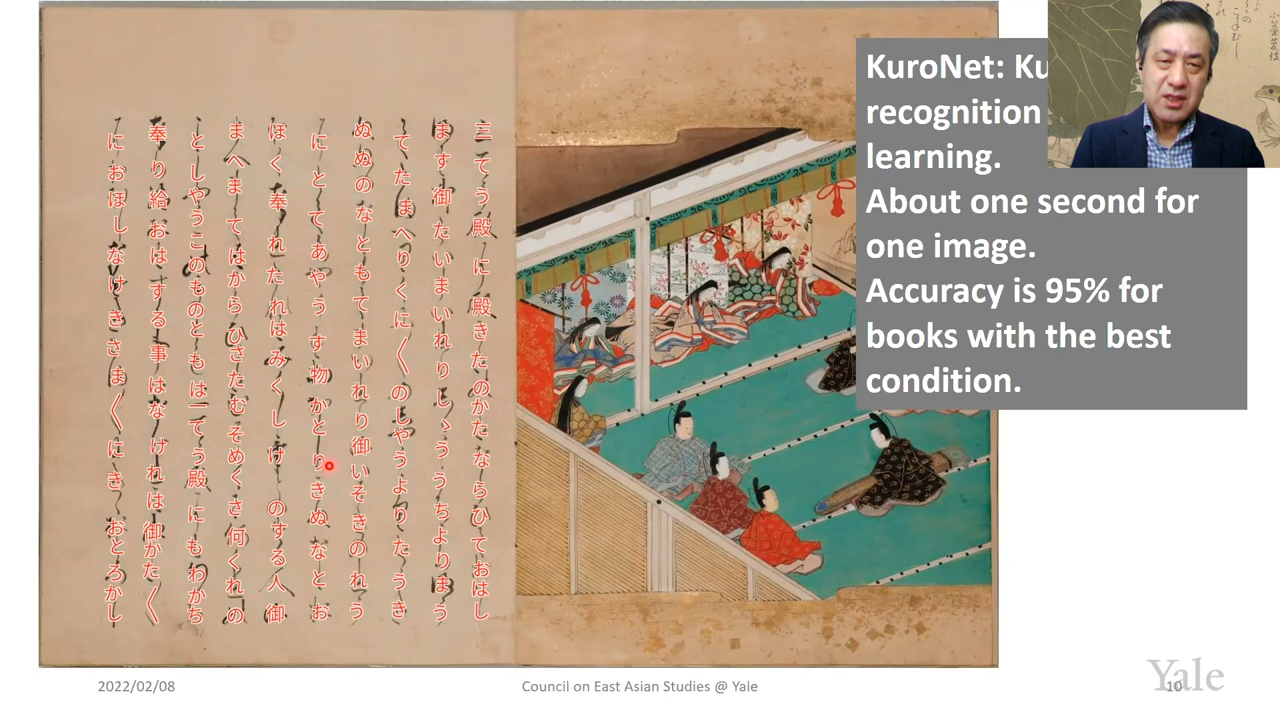 KuroNet: Ku
recognition
learning.
About one second for
one image.
Accuracy is 95% for
books with the best
condition.
三てう殿に殿きたのかたならひておはし
ます御たいまいれりしゝううちよりまう
てたまへりくに〱のしやうよりたうき
ぬぬのなともてまいれり御いそきのれう
にとてあやうす物かとりきぬなとお
ほく奉れたれはみくしけのする人御
まへまてはからひさたむそめくさ何くれの
としやうこのものともは一てう殿にもわかち
奉り給おはする事はなけれは御かた〱
におほしなけきさま〱にきおとろかし
2022/02/08
Council on East Asian Studies @ Yale
Yale
10